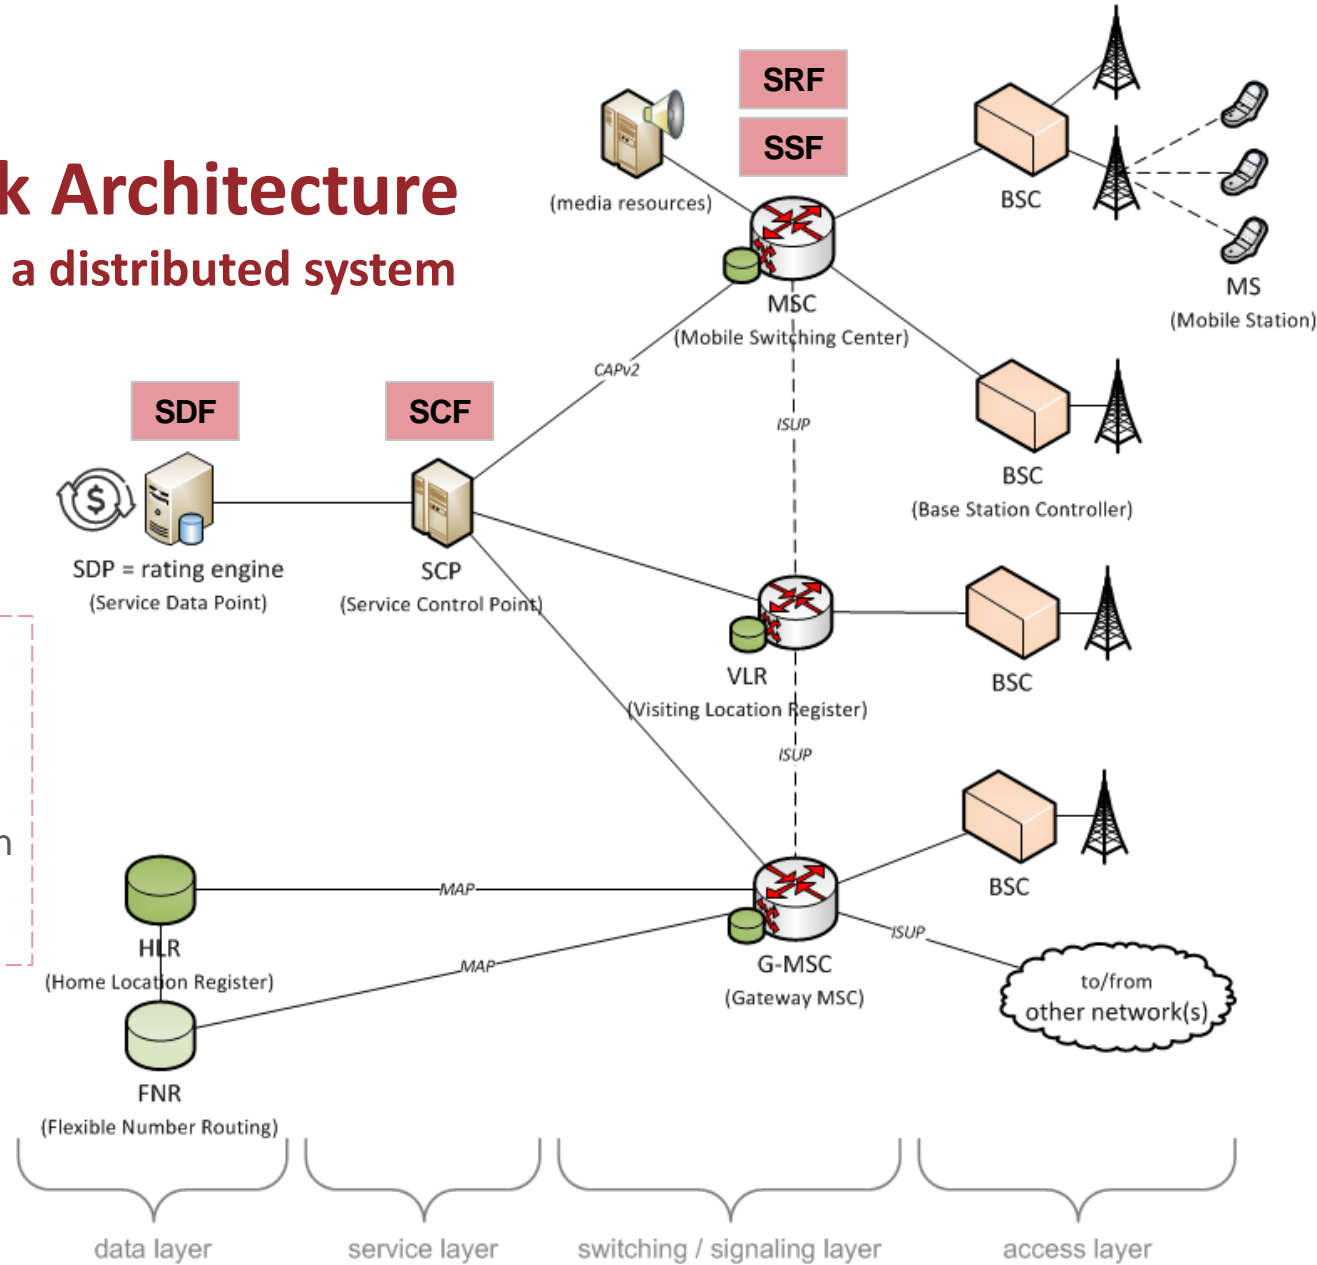 k Architecture
a distributed system
SRF
SSF
(media resources)
MSC
(Mobile Switching Center)
BSC
MS
(Mobile Station)
CAPv2
ISUP
SDF
SCF
BSC
(Base Station Controller)
SDP = rating engine
(Service Data Point)
SCP
(Service Control Point)
VLR
(Visiting Location Register)
BSC
ISUP
n
BSC
MAP
HLR
(Home Location Register)
MAP
G-MSC
(Gateway MSC)
ISUP
to/from
other network(s)
FNR
(Flexible Number Routing)
data layer
service layer
switching / signaling layer
access layer